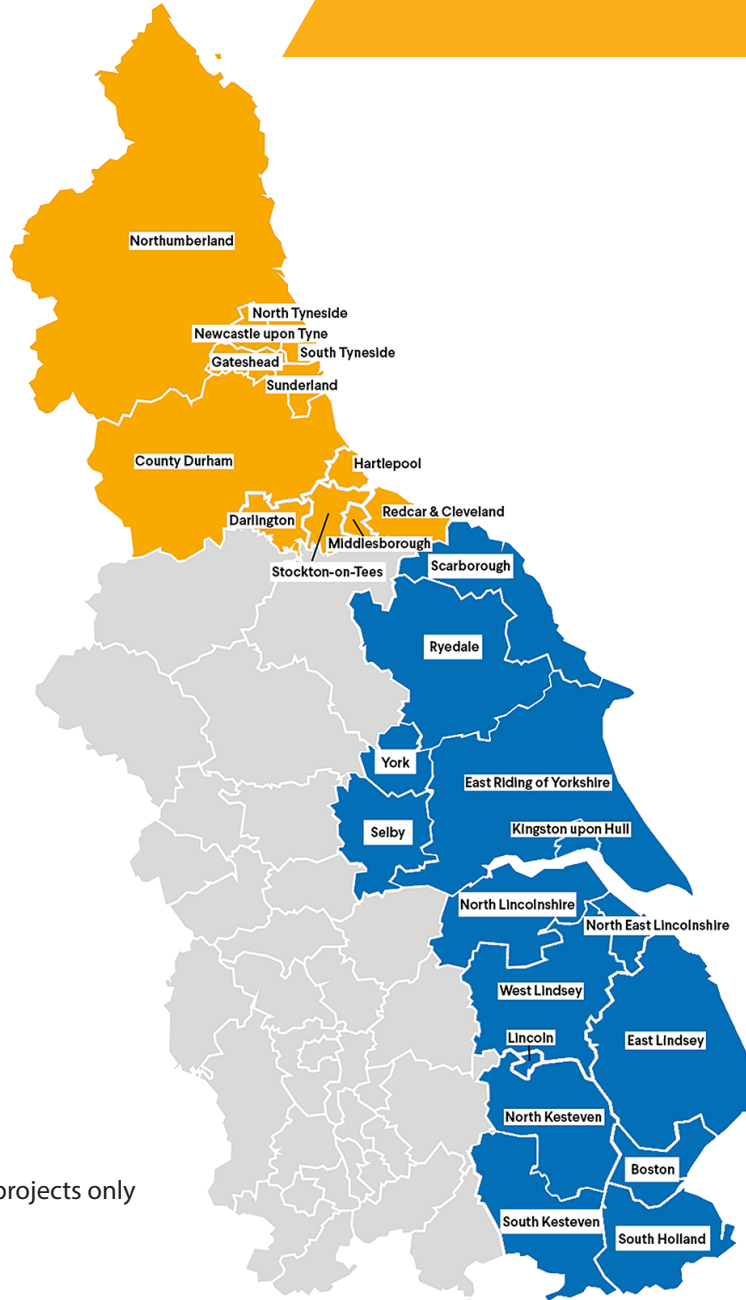 Northumberland
North Tyneside
Newcastle upon Tyne
South Tyneside
Gateshead
Sunderland
County Durham
Hartlepool
Redcar & Cleveland
Darlington
Middlesborough
Stockton-on-Tees
Scarborough
Ryedale
York
East Riding of Yorkshire
Kingston upon Hull
Selby
North Lincolnshire
North East Lincolnshire
West Lindsey
Lincoln
East Lindsey
North Kesteven
Boston
projects only
South Kesteven
South Holland